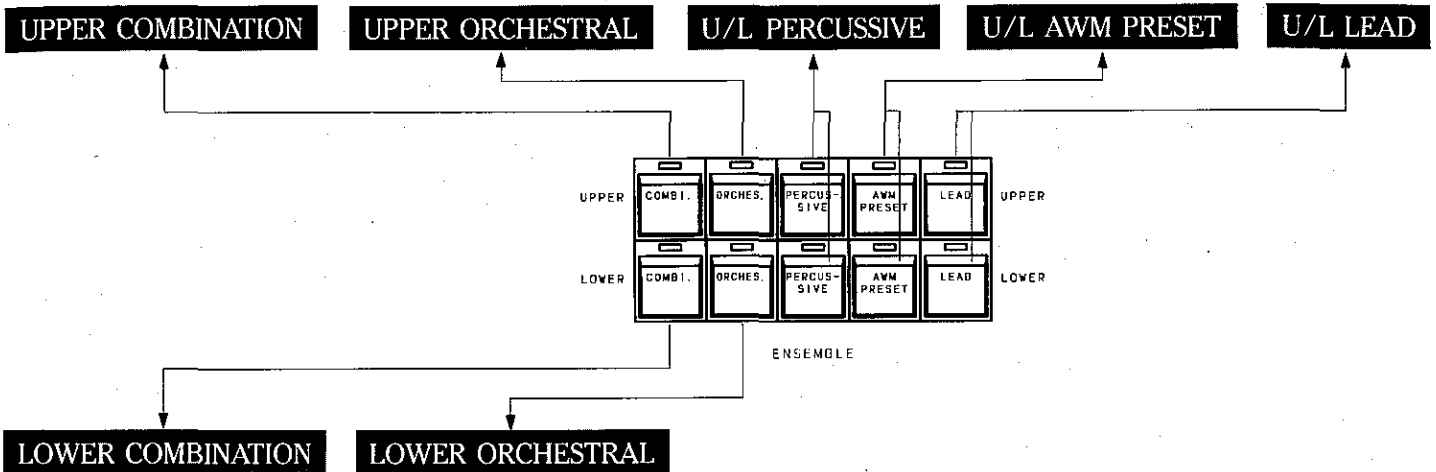 UPPER COMBINATION UPPER ORCHESTRAL U/L PERCUSSIVE U/L AWM PRESET U/L LEAD
UPPER COMBI. ORCHES. PERCUS- AWM LEAD UPPER
SIVE PRESET
LOWER COMBI. ORCHES. PERCUS- AWM LEAD LOWER
SIVE PRESET
ENSEMBLE
LOWER COMBINATION LOWER ORCHESTRAL